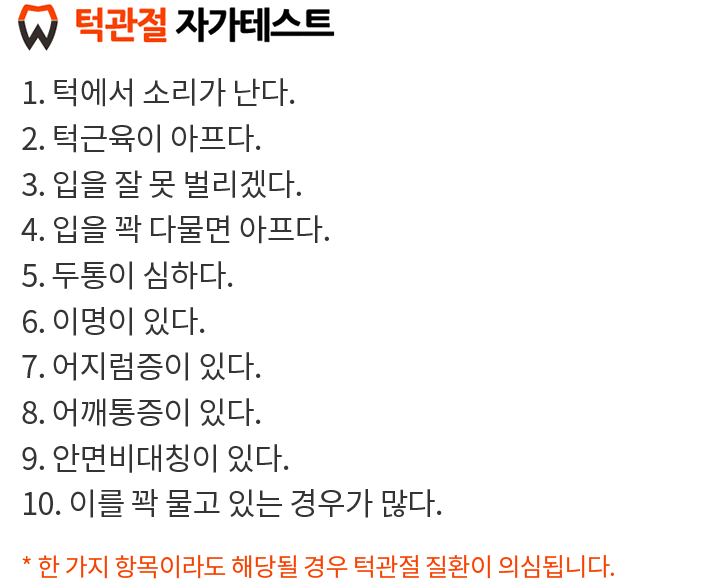 턱관절 자가테스트
1. 턱에서 소리가 난다.
2. 턱근육이 아프다.
3. 입을 잘 못 벌리겠다.
4. 입을 꽉 다물면 아프다.
5. 두통이 심하다.
6. 이명이 있다.
7. 어지럼증이 있다.
8. 어깨통증이 있다.
9. 안면비대칭이 있다.
10. 이를 꽉 물고 있는 경우가 많다.
* 한 가지 항목이라도 해당될 경우 턱관절 질환이 의심됩니다.